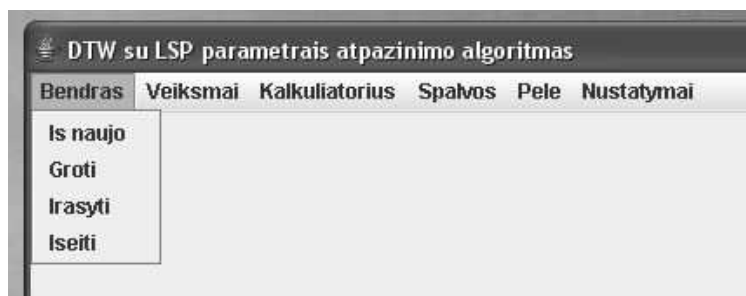 DTW su LSP parametrais atpazinimo algoritmas
Bendras Veiksmai Kalkuliatorius Spalvos Pele Nustatymai
Is naujo
Groti
Irasyti
Iseiti